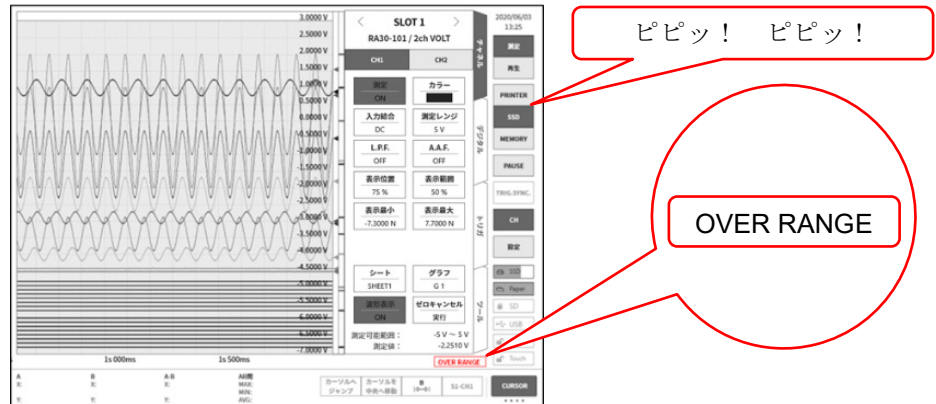 3.0000 V
2.5000 V
2.0000 V
1.5000 V
1.0000 V
0.5000 V
0.0000 V
-0.5000 V
-1.0000 V
-1.5000 V
-2.0000 V
-2.5000 V
-3.0000 V
-3.5000 V
-4.0000 V
-4.5000 V
-5.0000 V
-5.5000 V
-6.0000 V
-6.5000 V
-7.0000 V
1s 000ms 1s 500ms
SLOT 1
RA30-101 / 2ch VOLT
CH1 CH2
測定 カラー
ON
入力結合 測定レンジ
DC 5 V
L.P.F. A.A.F.
OFF OFF
表示位置 表示範囲
75 % 50 %
表示最小 表示最大
-7.3000 N 7.7000 N
シート グラフ
SHEET1 G 1
波形表示 ゼロキャンセル
ON 実行
測定可能範囲： -5 V ～ 5 V
測定値： -2.2510 V
チャネル
デジタル
トリガ
ツール
2020/06/03
13:25
測定
再生
PRINTER
SSD
MEMORY
PAUSE
TRIG.SYNC.
CH
設定
SSD
Paper
SD
USB
Touch
OVER RANGE
A B A-B AB間
X: X: X: MAX:
MIN:
Y: Y: Y: AVG:
カーソルへ カーソルを B S1-CH1 CURSOR
ジャンプ 中央へ移動
ピピッ！　ピピッ！
OVER RANGE